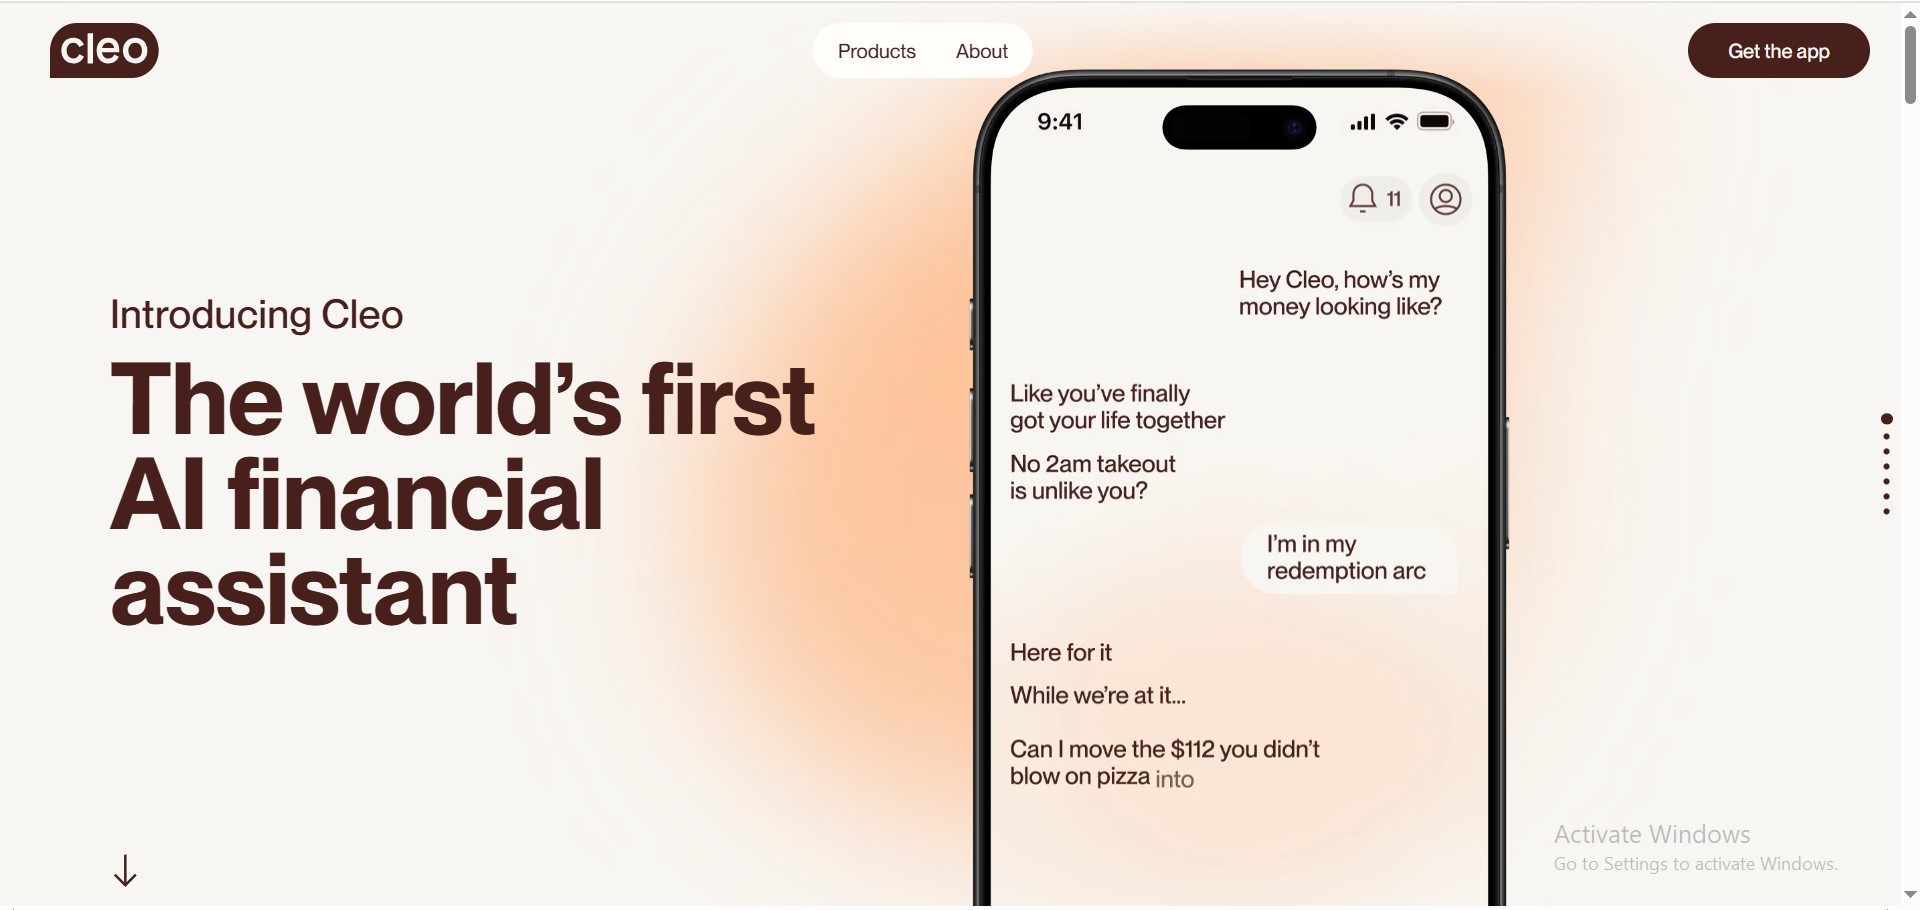 cleo
Products
About
Get the app
9:41
11
Introducing Cleo
The world’s first
AI financial
assistant
Hey Cleo, how’s my
money looking like?
Like you’ve finally
got your life together
No 2am takeout
is unlike you?
I’m in my
redemption arc
Here for it
While we’re at it...
Can I move the $112 you didn’t
blow on pizza into
Activate Windows
Go to Settings to activate Windows.